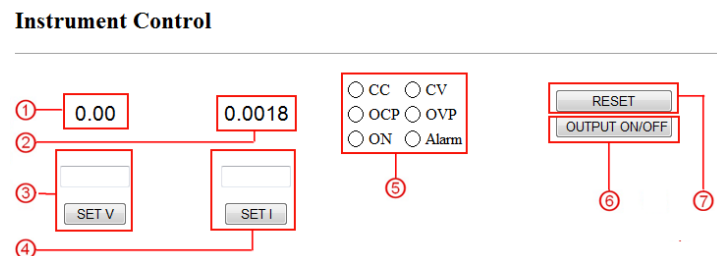 Instrument Control
① 0.00
② 0.0018
CC CV
OCP OVP
ON Alarm
⑤
RESET
OUTPUT ON/OFF
⑥ ⑦
③ SET V
④ SET I